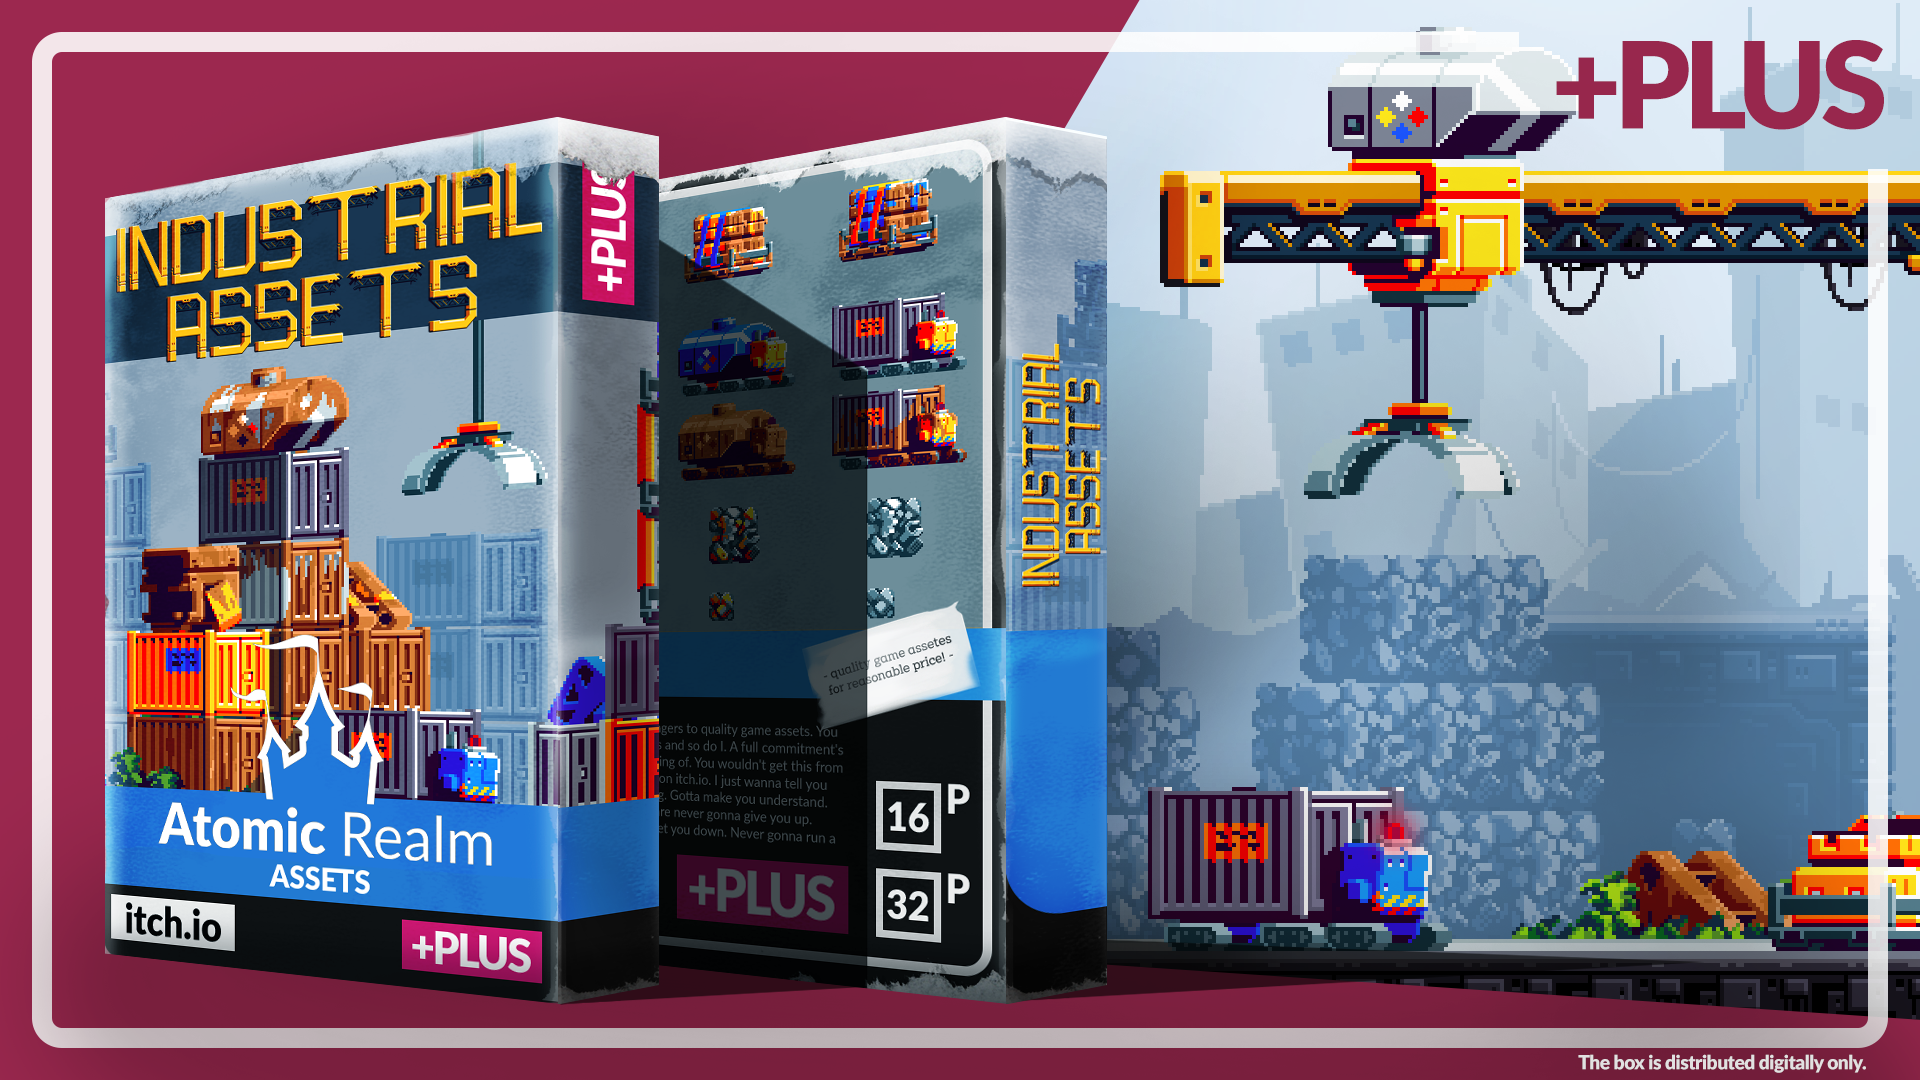 +PLUS
INDUSTRIAL
ASSETS
+PLUS
Atomic Realm
ASSETS
itch.io
+PLUS
- quality game assetes
for reasonable price! -
gers to quality game assets. You
s and so do I. A full commitment's
ing of. You wouldn't get this from
on itch.io. I just wanna tell you
g. Gotta make you understand.
re never gonna give you up.
et you down. Never gonna run a
+PLUS
16 P
32 P
INDUSTRIAL
ASSETS
The box is distributed digitally only.